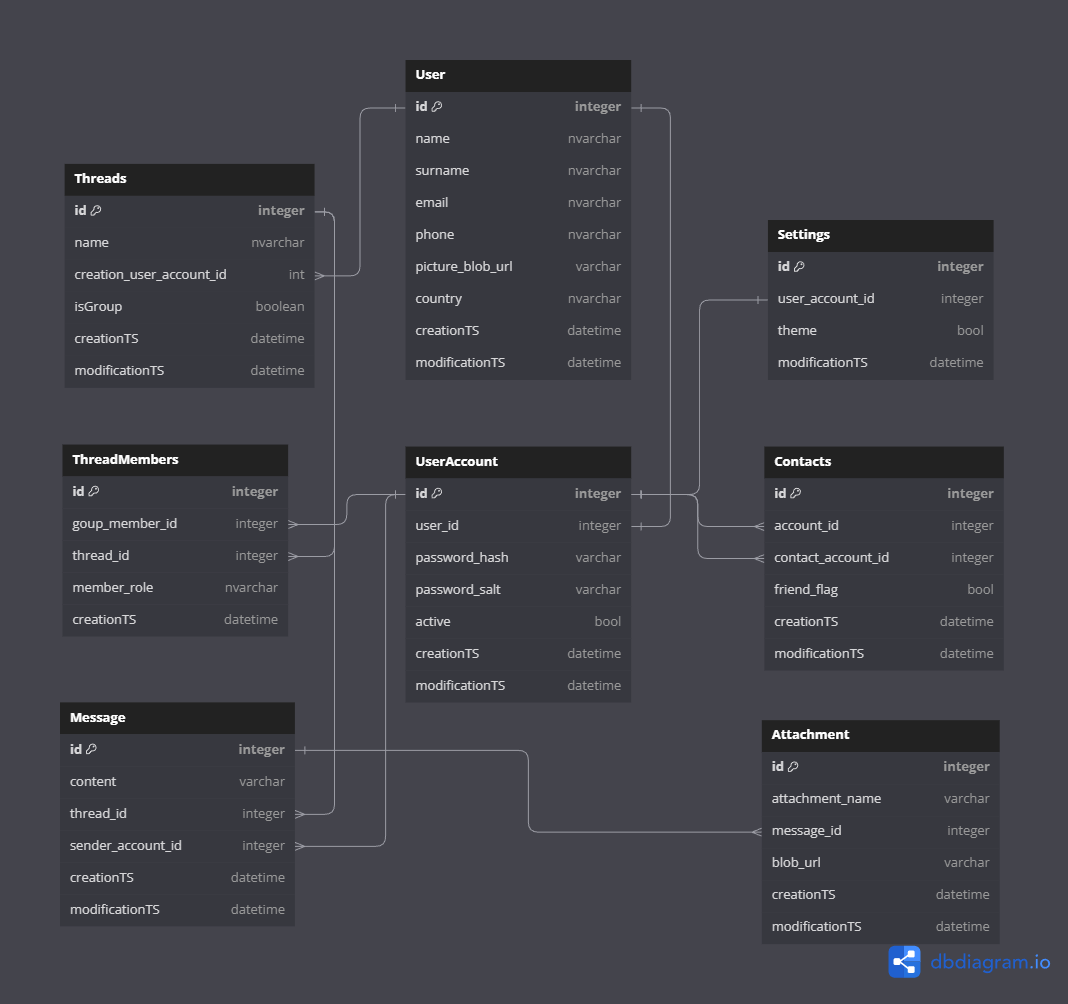 User
id integer
name nvarchar
surname nvarchar
email nvarchar
phone nvarchar
picture_blob_url varchar
country nvarchar
creationTS datetime
modificationTS datetime
Threads
id integer
name nvarchar
creation_user_account_id int
isGroup boolean
creationTS datetime
modificationTS datetime
Settings
id integer
user_account_id integer
theme bool
modificationTS datetime
ThreadMembers
id integer
goup_member_id integer
thread_id integer
member_role nvarchar
creationTS datetime
UserAccount
id integer
user_id integer
password_hash varchar
password_salt varchar
active bool
creationTS datetime
modificationTS datetime
Contacts
id integer
account_id integer
contact_account_id integer
friend_flag bool
creationTS datetime
modificationTS datetime
Message
id integer
content varchar
thread_id integer
sender_account_id integer
creationTS datetime
modificationTS datetime
Attachment
id integer
attachment_name varchar
message_id integer
blob_url varchar
creationTS datetime
modificationTS datetime
dbdiagram.io